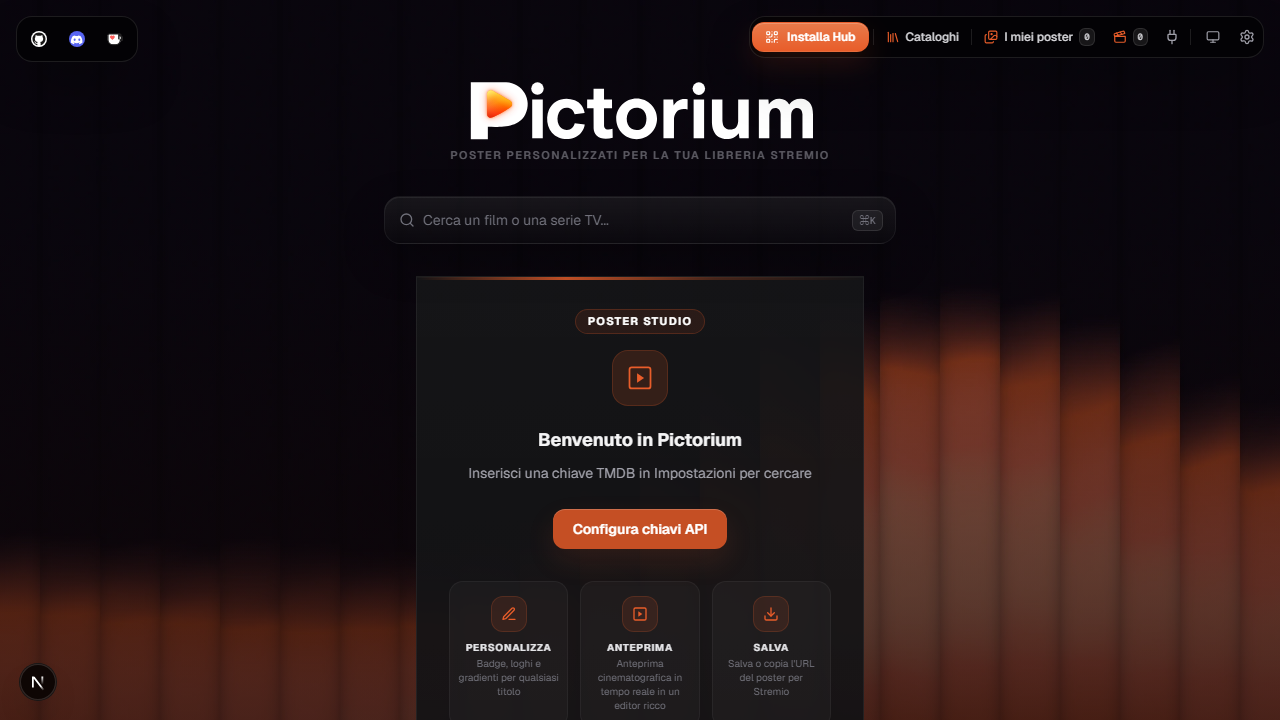 Installa Hub
Cataloghi
I miei poster 0
0
Pictorium
POSTER PERSONALIZZATI PER LA TUA LIBRERIA STREMIO
Cerca un film o una serie TV...
⌘K
POSTER STUDIO
Benvenuto in Pictorium
Inserisci una chiave TMDB in Impostazioni per cercare
Configura chiavi API
PERSONALIZZA
Badge, loghi e
gradienti per qualsiasi
titolo
ANTEPRIMA
Anteprima
cinematografica in
tempo reale in un
editor ricco
SALVA
Salva o copia l'URL
del poster per
Stremio
N